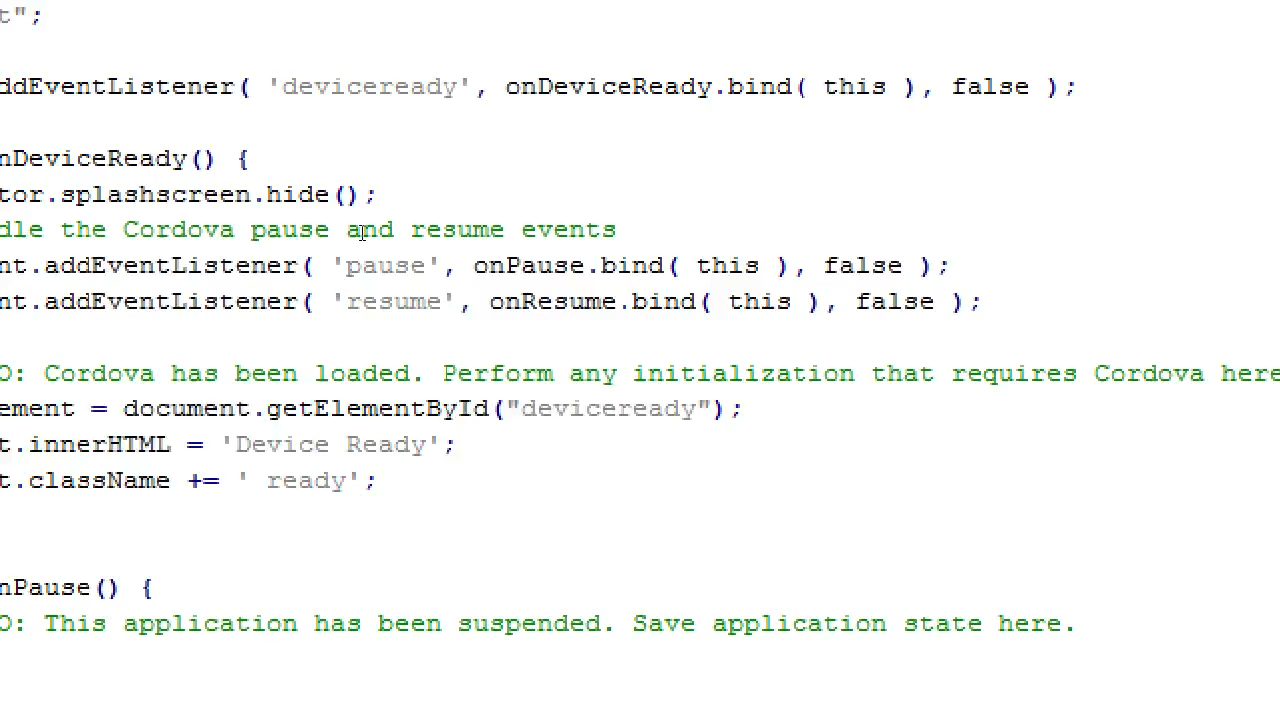 t";
ddEventListener( 'deviceready', onDeviceReady.bind( this ), false );
nDeviceReady() {
tor.splashscreen.hide();
dle the Cordova pause and resume events
nt.addEventListener( 'pause', onPause.bind( this ), false );
nt.addEventListener( 'resume', onResume.bind( this ), false );
O: Cordova has been loaded. Perform any initialization that requires Cordova here
ement = document.getElementById("deviceready");
t.innerHTML = 'Device Ready';
t.className += ' ready';
nPause() {
O: This application has been suspended. Save application state here.